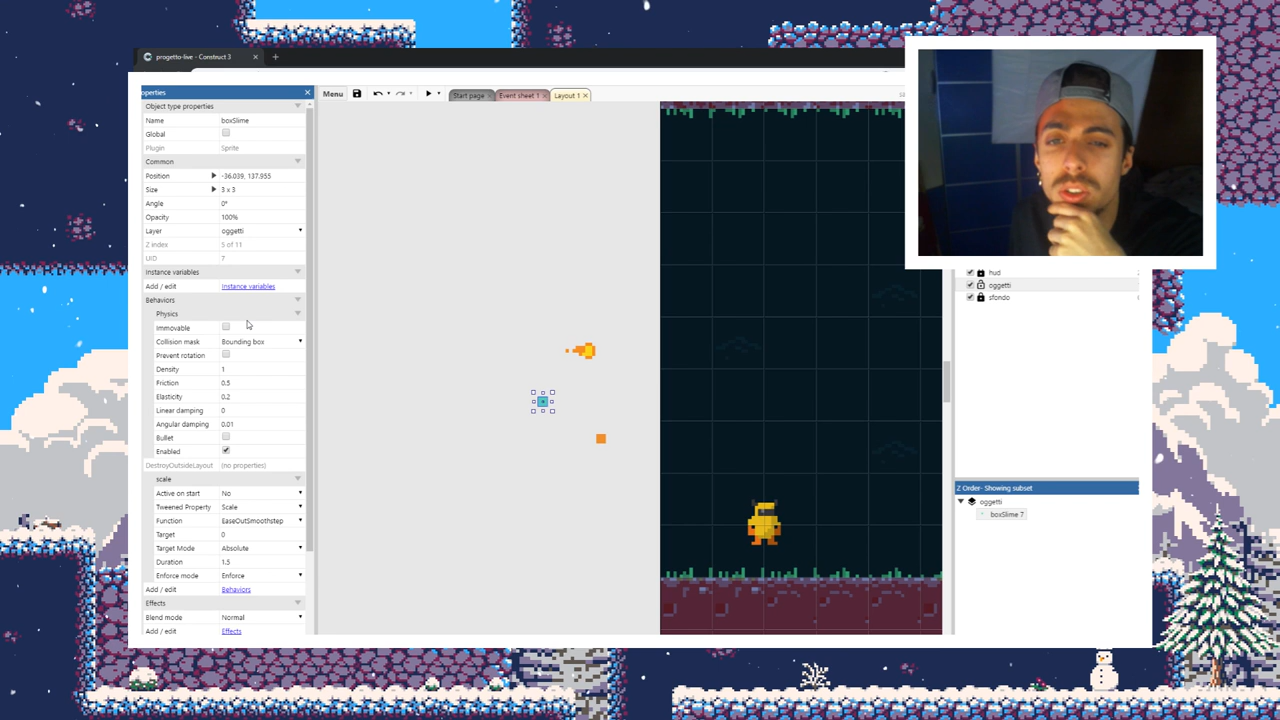 progetto-live - Construct 3
operties
Menu
Start page
Event sheet 1
Layout 1
Object type properties
Name boxSlime
Global
Plugin Sprite
Common
Position -36.039, 137.955
Size 3 x 3
Angle 0°
Opacity 100%
Layer oggetti
Z index 5 of 11
UID 7
Instance variables
Add / edit Instance variables
Behaviors
Physics
Immovable
Collision mask Bounding box
Prevent rotation
Density 1
Friction 0.5
Elasticity 0.2
Linear damping 0
Angular damping 0.01
Bullet
Enabled
DestroyOutsideLayout (no properties)
scale
Active on start No
Tweened Property Scale
Function EaseOutSmoothstep
Target 0
Target Mode Absolute
Duration 1.5
Enforce mode Enforce
Add / edit Behaviors
Effects
Blend mode Normal
Add / edit Effects
hud
oggetti
sfondo
Z Order- Showing subset
oggetti
boxSlime 7